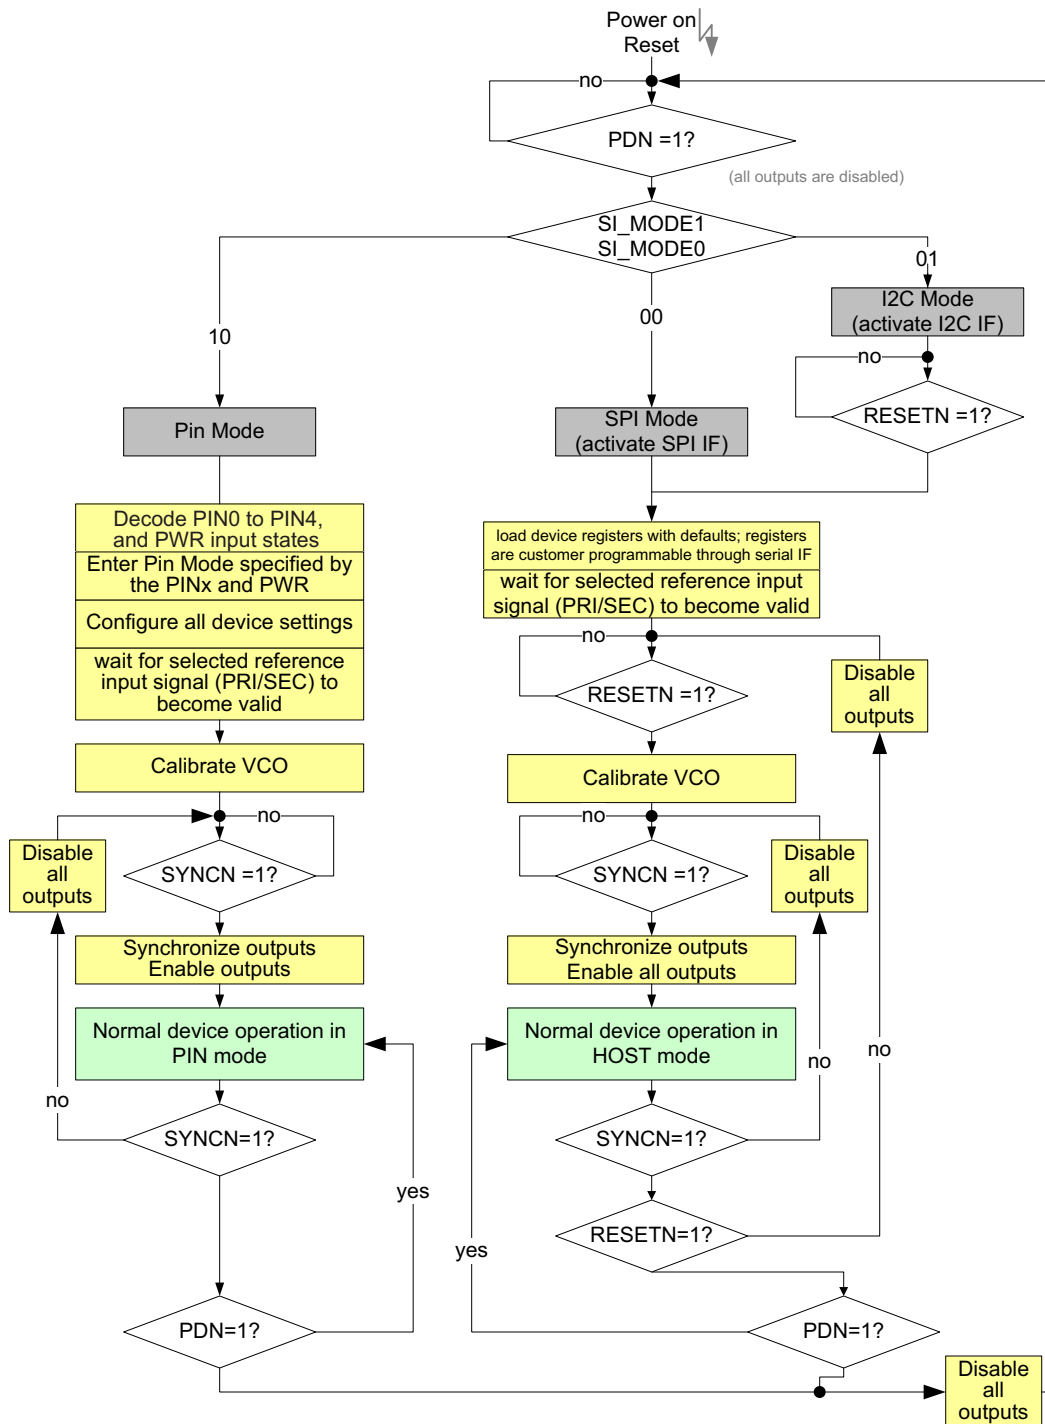 Power on
Reset
no
PDN =1?
(all outputs are disabled)
SI_MODE1
SI_MODE0
01
I2C Mode
(activate I2C IF)
10
00
no
RESETN =1?
Pin Mode
SPI Mode
(activate SPI IF)
Decode PIN0 to PIN4,
and PWR input states
Enter Pin Mode specified by
the PINx and PWR
Configure all device settings
wait for selected reference
input signal (PRI/SEC) to
become valid
load device registers with defaults; registers
are customer programmable through serial IF
wait for selected reference input
signal (PRI/SEC) to become valid
no
RESETN =1?
Disable
all
outputs
Calibrate VCO
Calibrate VCO
no
no
Disable
all
outputs
SYNCN =1?
SYNCN =1?
Disable
all
outputs
Synchronize outputs
Enable outputs
Synchronize outputs
Enable all outputs
Normal device operation in
PIN mode
Normal device operation in
HOST mode
no
no
no
SYNCN=1?
SYNCN=1?
yes
RESETN=1?
yes
PDN=1?
PDN=1?
Disable
all
outputs